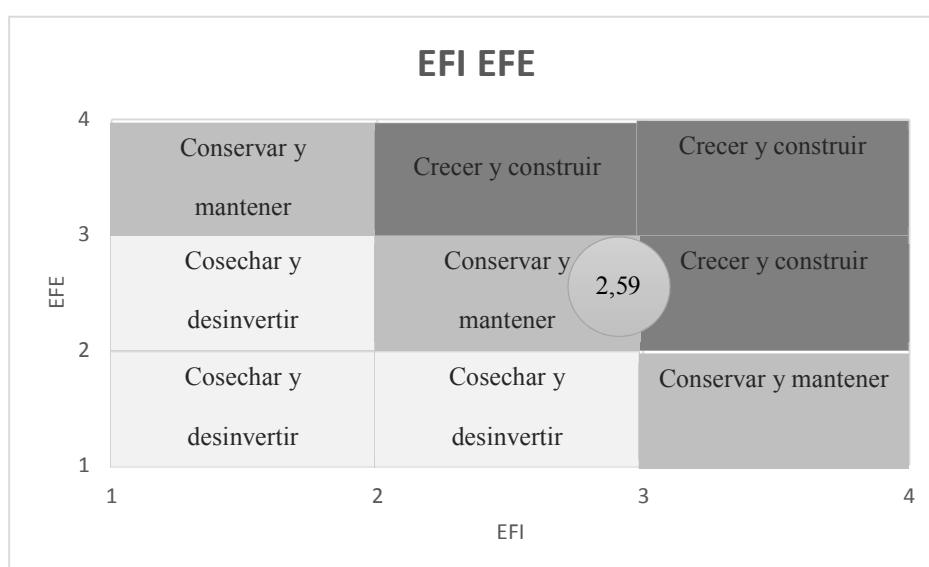 EFI EFE
4
Conservar y
mantener
Crecer y construir
Crecer y construir
3
Cosechar y
desinvertir
Conservar y
mantener
2,59
Crecer y construir
EFE
2
Cosechar y
desinvertir
Cosechar y
desinvertir
Conservar y mantener
1
1
2
3
4
EFI